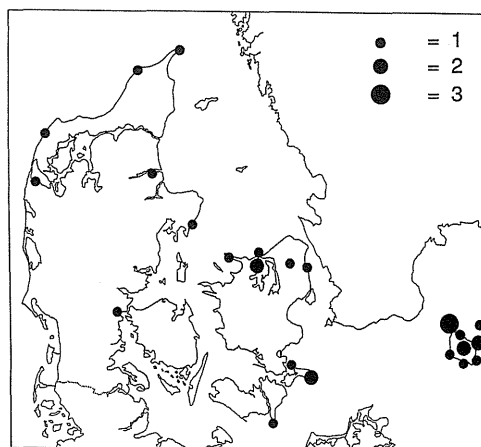 = 1
= 2
= 3